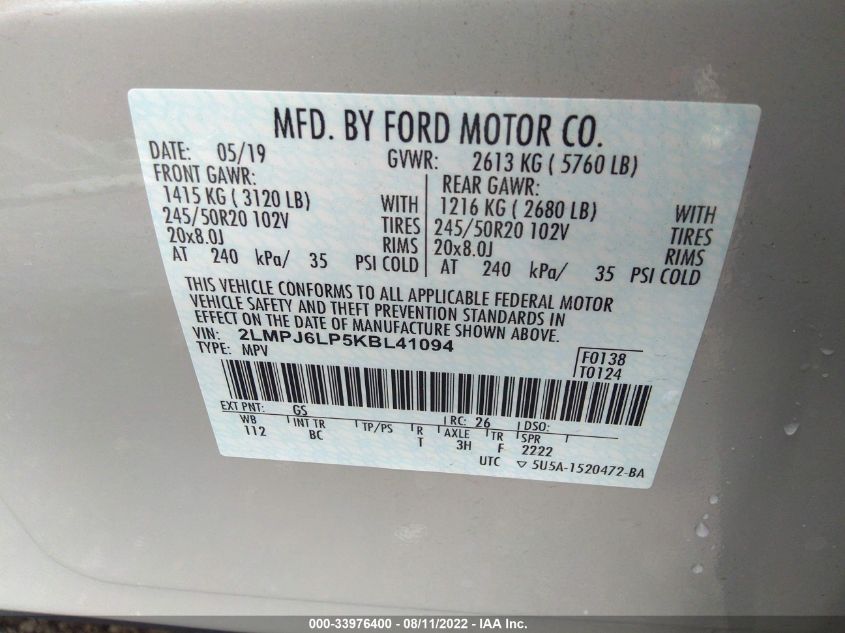 MFD. BY FORD MOTOR CO.
DATE: 05/19 GVWR: 2613 KG ( 5760 LB)
FRONT GAWR: REAR GAWR:
1415 KG ( 3120 LB) WITH 1216 KG ( 2680 LB) WITH
245/50R20 102V TIRES 245/50R20 102V TIRES
20x8.0J RIMS 20x8.0J RIMS
AT 240 kPa/ 35 PSI COLD AT 240 kPa/ 35 PSI COLD
THIS VEHICLE CONFORMS TO ALL APPLICABLE FEDERAL MOTOR
VEHICLE SAFETY AND THEFT PREVENTION STANDARDS IN
EFFECT ON THE DATE OF MANUFACTURE SHOWN ABOVE.
VIN: 2LMPJ6LP5KBL41094
TYPE: MPV
F0138
T0124
EXT PNT: GS RC: 26 DSO:
WB INT TR TP/PS R AXLE TR SPR
112 BC T 3H F 2222
UTC ▽ 5U5A-1520472-BA
000-33976400 - 08/11/2022 - IAA Inc.